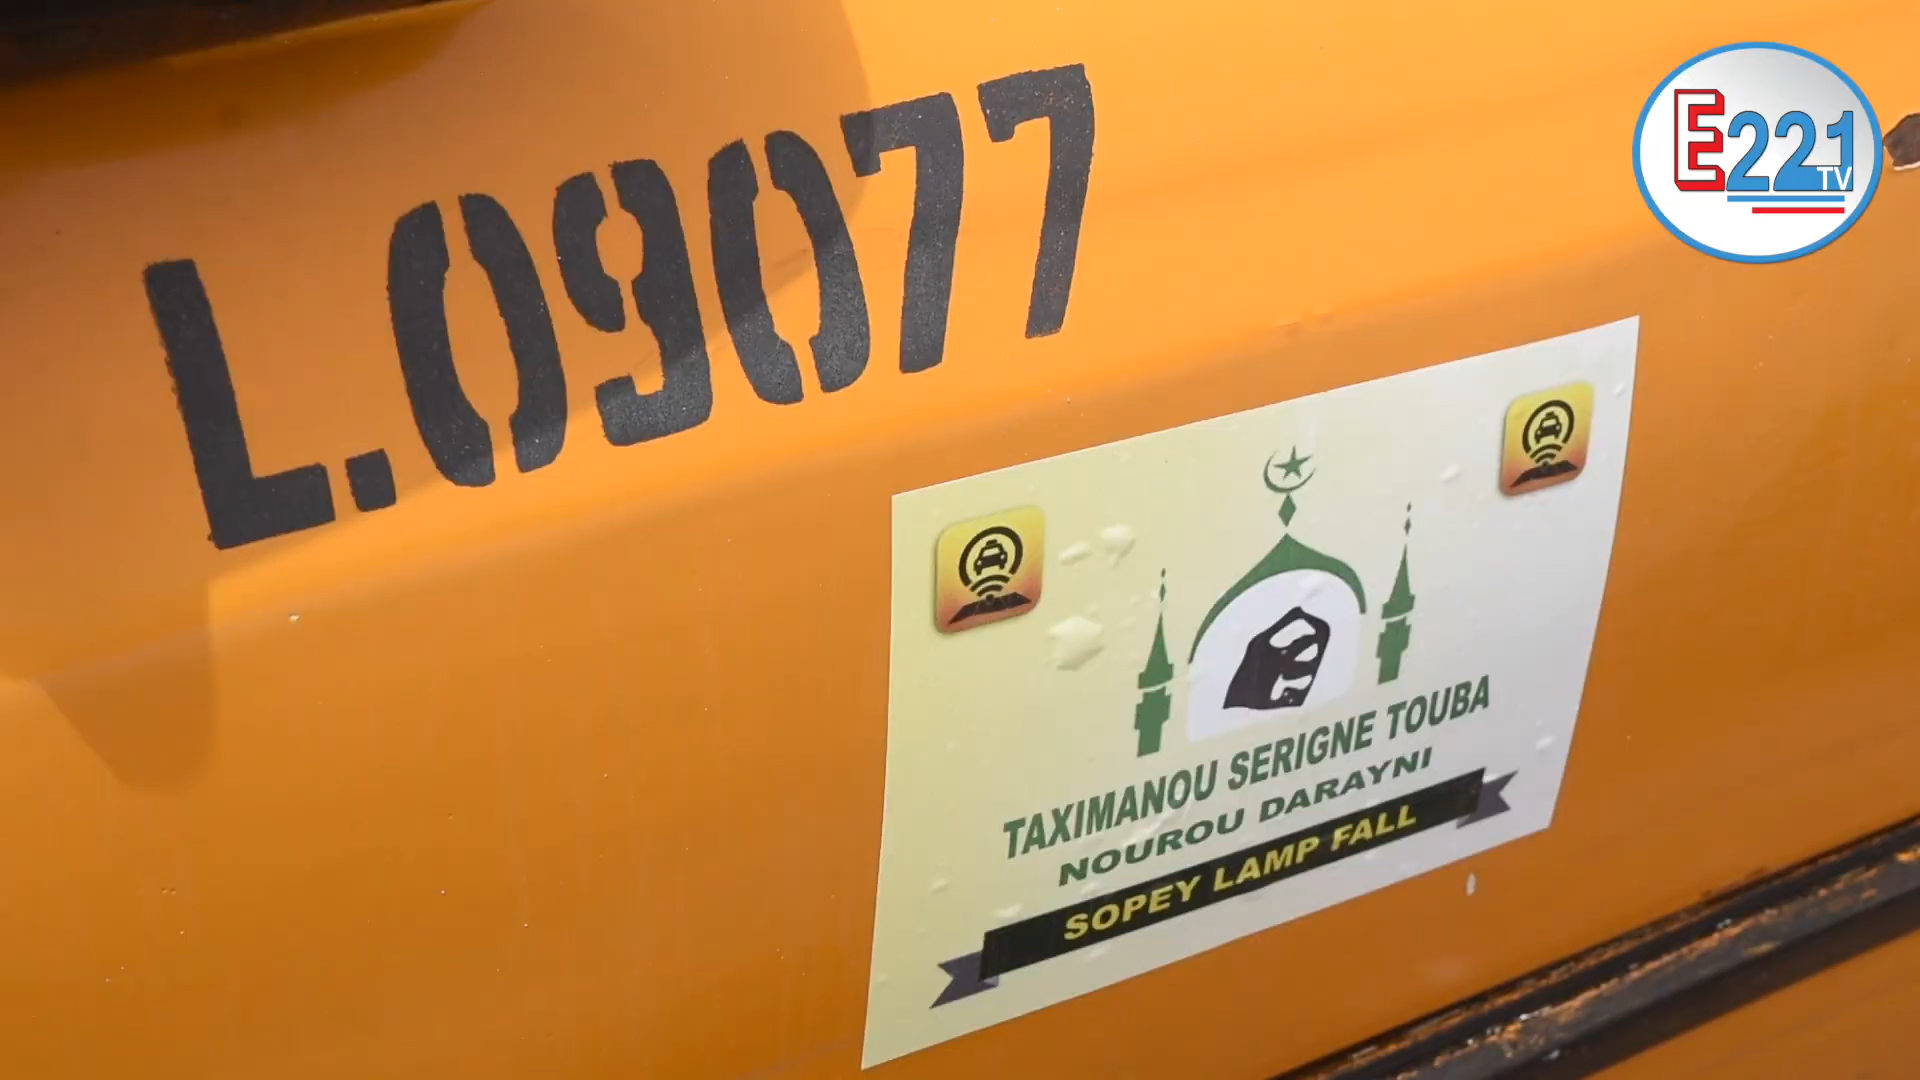 L.09077
E221
TV
TAXIMANOU SERIGNE TOUBA
NOUROU DARAYNI
SOPEY LAMP FALL